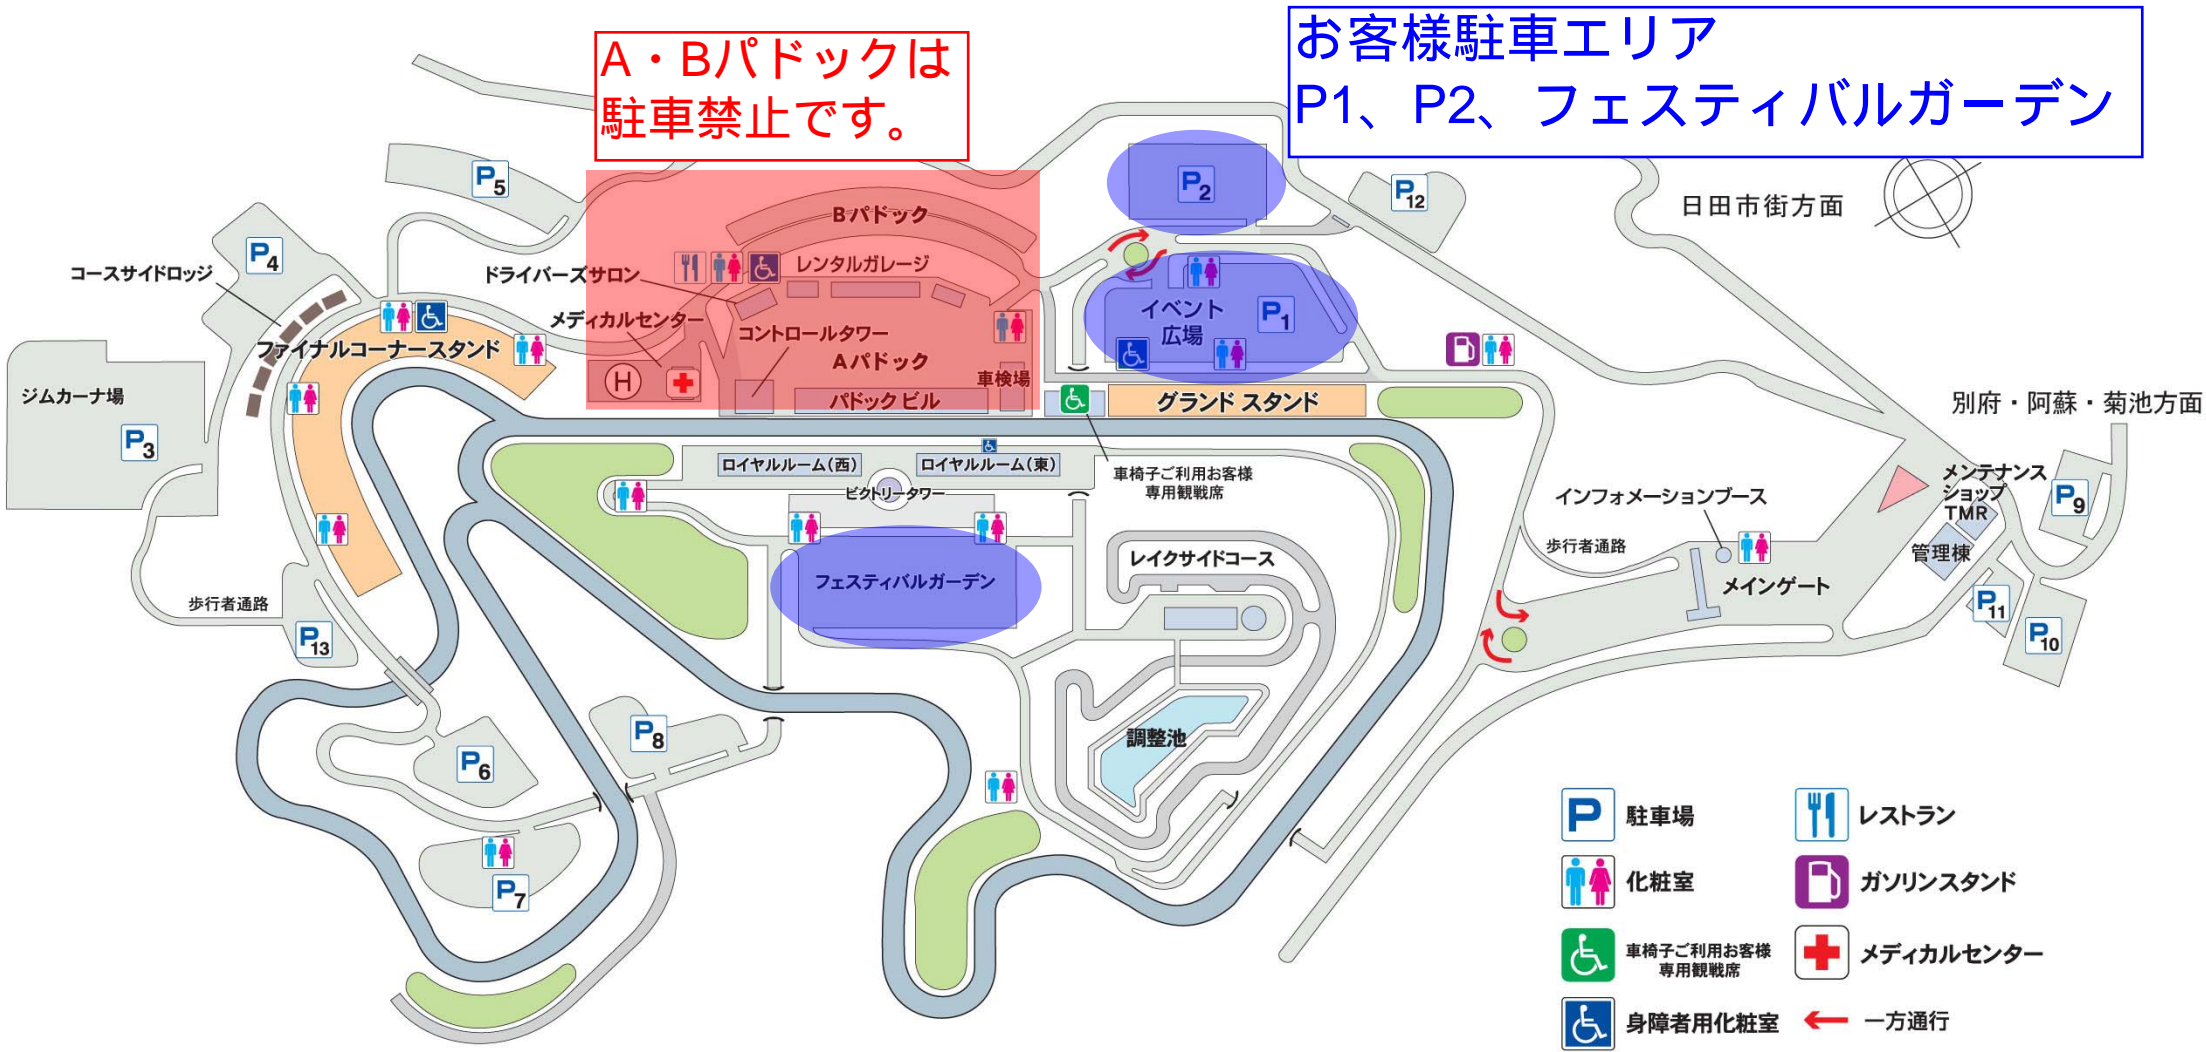 A・Bパドックは
駐車禁止です。
お客様駐車エリア
P1、P2、フェスティバルガーデン
日田市街方面
別府・阿蘇・菊池方面
P5
P4
P2
P12
Bパドック
コースサイドロッジ
ドライバーズサロン
レンタルガレージ
メディカルセンター
コントロールタワー
Aパドック
イベント
広場
P1
ファイナルコーナースタンド
H
車検場
パドックビル
グランド スタンド
ジムカーナ場
P3
ロイヤルルーム(西)
ロイヤルルーム(東)
ビクトリータワー
車椅子ご利用お客様
専用観戦席
インフォメーションブース
メンテナンス
ショップ
TMR
P9
歩行者通路
管理棟
メインゲート
レイクサイドコース
フェスティバルガーデン
歩行者通路
P13
P11
P10
P8
P6
調整池
P7
P 駐車場
レストラン
化粧室
ガソリンスタンド
車椅子ご利用お客様
専用観戦席
メディカルセンター
身障者用化粧室
一方通行